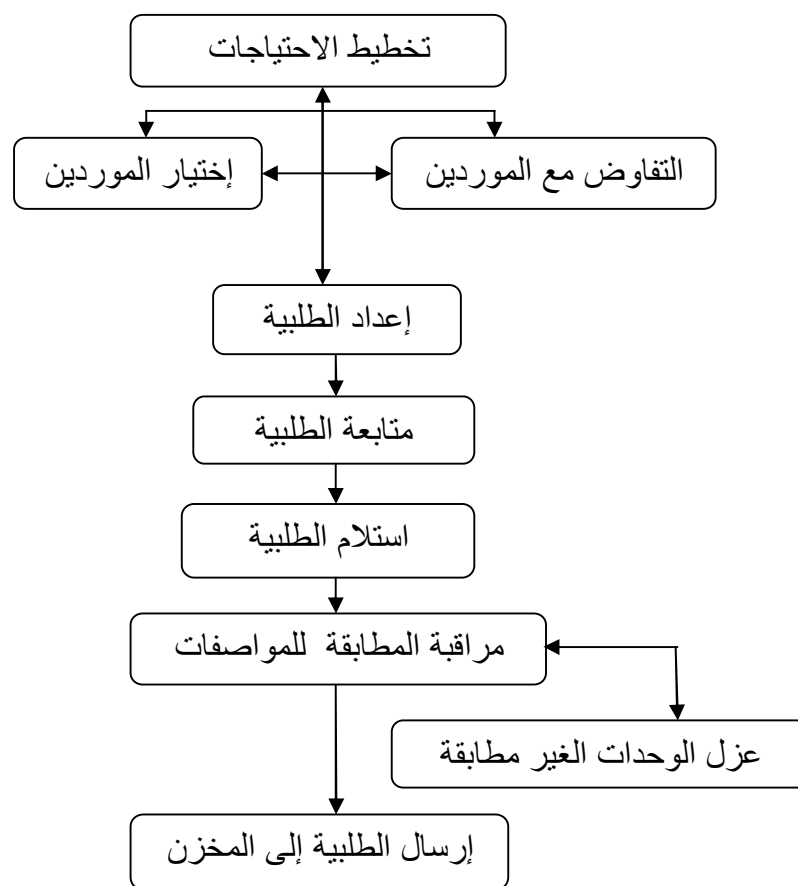 تخطيط الاحتياجات
التفاوض مع الموردين
إختيار الموردين
إعداد الطلبية
متابعة الطلبية
استلام الطلبية
مراقبة المطابقة للمواصفات
عزل الوحدات الغير مطابقة
إرسال الطلبية إلى المخزن